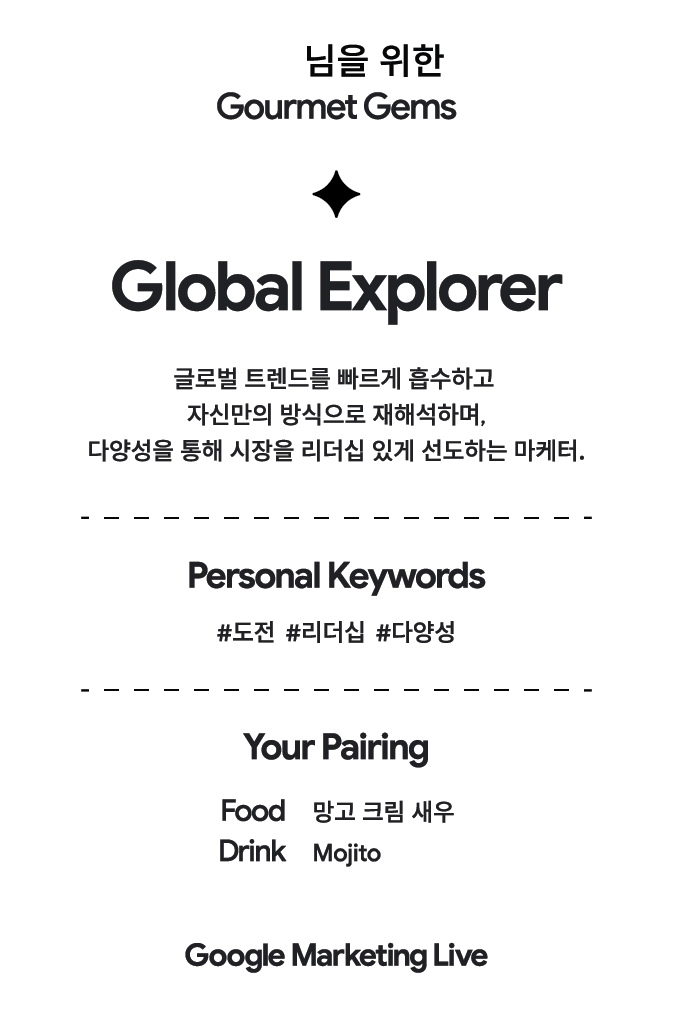 님을 위한
Gourmet Gems
Global Explorer
글로벌 트렌드를 빠르게 흡수하고
자신만의 방식으로 재해석하며,
다양성을 통해 시장을 리더십 있게 선도하는 마케터.
Personal Keywords
#도전 #리더십 #다양성
Your Pairing
Food 망고 크림 새우
Drink Mojito
Google Marketing Live